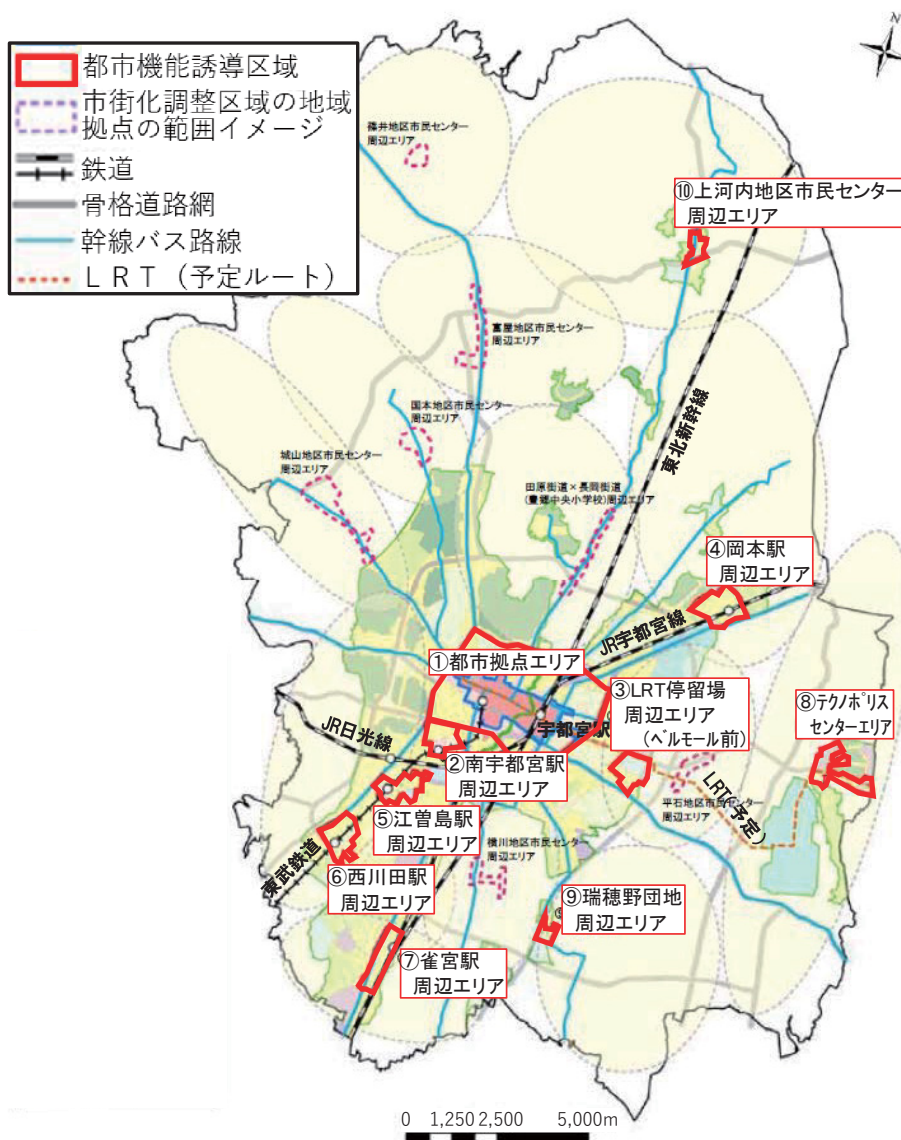 N
都市機能誘導区域
市街化調整区域の地域
拠点の範囲イメージ
鉄道
骨格道路網
幹線バス路線
LRT(予定ルート)
篠井地区市民センター
周辺エリア
⑩上河内地区市民センター
周辺エリア
富屋地区市民センター
周辺エリア
国本地区市民センター
周辺エリア
城山地区市民センター
周辺エリア
東北新幹線
田原街道×長岡街道
(豊郷中央小学校)周辺エリア
④岡本駅
周辺エリア
JR宇都宮線
①都市拠点エリア
③LRT停留場
周辺エリア
(ベルモール前)
⑧テクノポリス
センターエリア
宇都宮駅
JR日光線
②南宇都宮駅
周辺エリア
LRT(予定)
平石地区市民センター
周辺エリア
⑤江曽島駅
周辺エリア
東武鉄道
横川地区市民センター
周辺エリア
⑥西川田駅
周辺エリア
⑨瑞穂野団地
周辺エリア
⑦雀宮駅
周辺エリア
0 1,250 2,500 5,000m